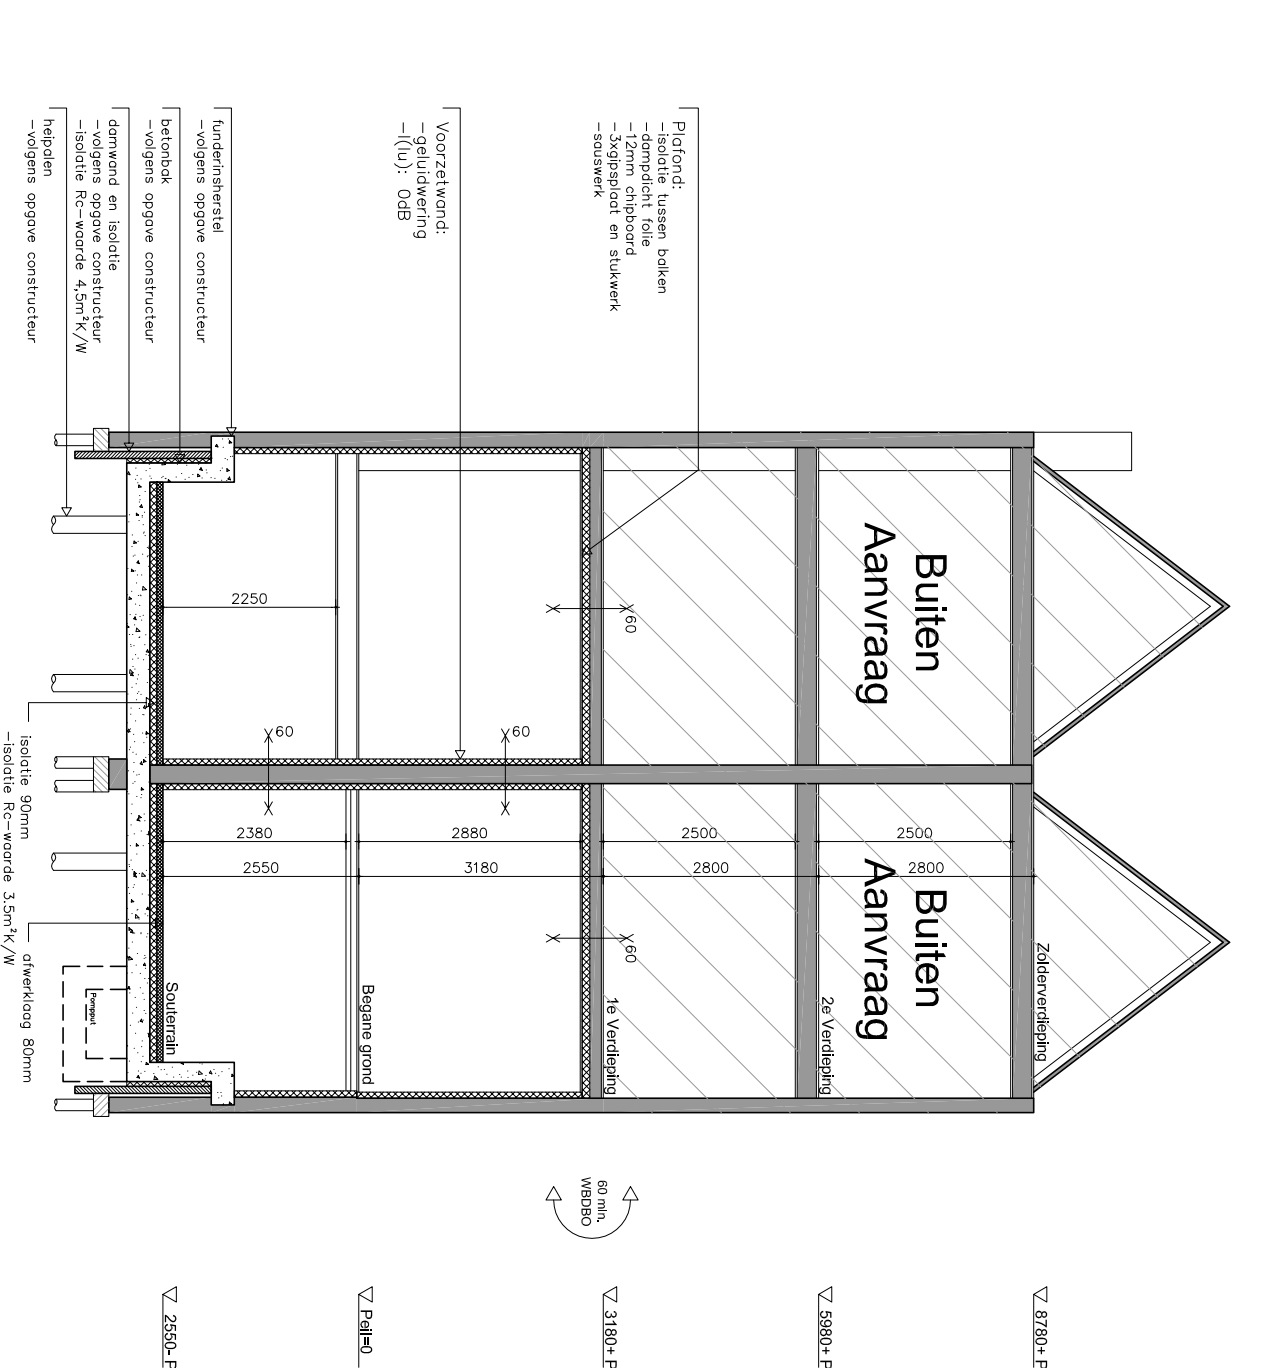 Plafond:
-isolatie tussen balken
-dampdicht folie
-12mm chipboard
-3xgipsplaat en stukwerk
-sauswerk
Voorzetwand:
-geluidwering
-I(lu): 0dB
funderinsherstel
-volgens opgave constructeur
betonbak
-volgens opgave constructeur
damwand en isolatie
-volgens opgave constructeur
-isolatie Rc-waarde 4,5m²K/W
heipalen
-volgens opgave constructeur
Buiten
Aanvraag
Buiten
Aanvraag
Zolderverdieping
2e Verdieping
1e Verdieping
Begane grond
Souterrain
Pompput
2250
60
60
60
60
2380
2880
2500
2500
2550
3180
2800
2800
isolatie 90mm
-isolatie Rc-waarde 3.5m²K/W
afwerklaag 80mm
60 min.
WBDBO
8780+ P
5980+ P
3180+ P
Peil=0
2550- P